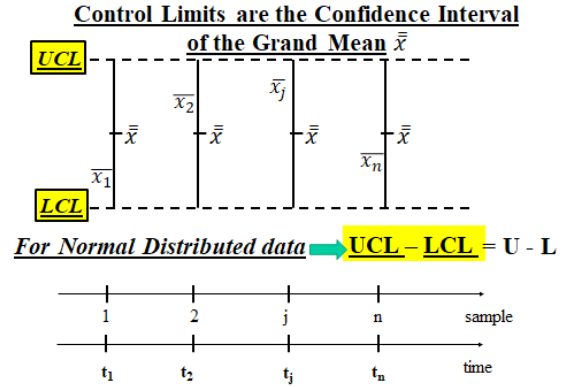 Control Limits are the Confidence Interval
of the Grand Mean x̿
UCL
x̄ⱼ
x̄₂
x̿ x̿ x̿ x̿
x̄ₙ
x̄₁
LCL
For Normal Distributed data UCL – LCL = U - L
1 2 j n sample
t₁ t₂ tⱼ tₙ time